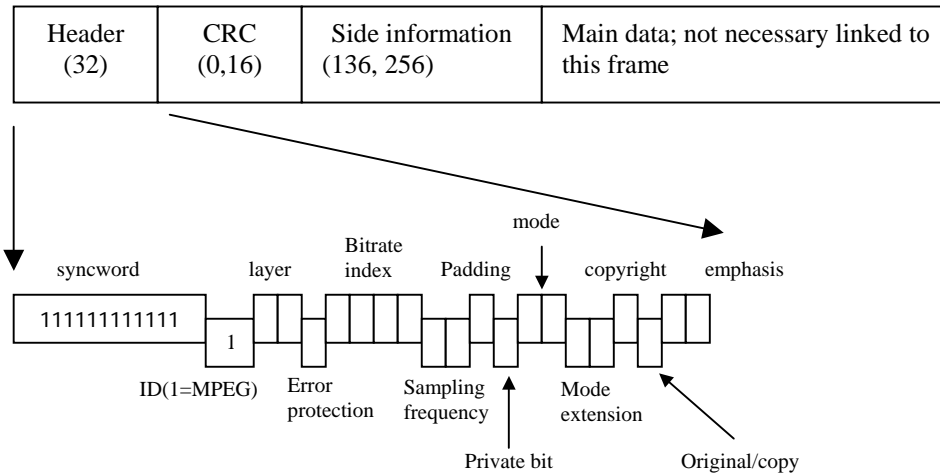 Header
(32)
CRC
(0,16)
Side information
(136, 256)
Main data; not necessary linked to
this frame
mode
syncword
layer
Bitrate
index
Padding
copyright
emphasis
111111111111
1
ID(1=MPEG)
Error
protection
Sampling
frequency
Mode
extension
Private bit
Original/copy